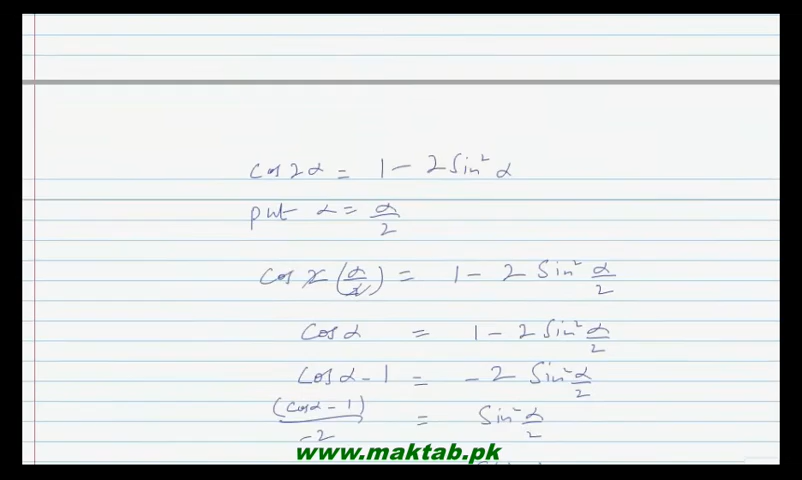 cos 2α = 1 - 2 Sin² α
put α = α/2
cos 2 (α/2) = 1 - 2 Sin² α/2
cos α = 1 - 2 Sin² α/2
cos α - 1 = -2 Sin² α/2
(cos α - 1)/-2 = Sin² α/2
www.maktab.pk